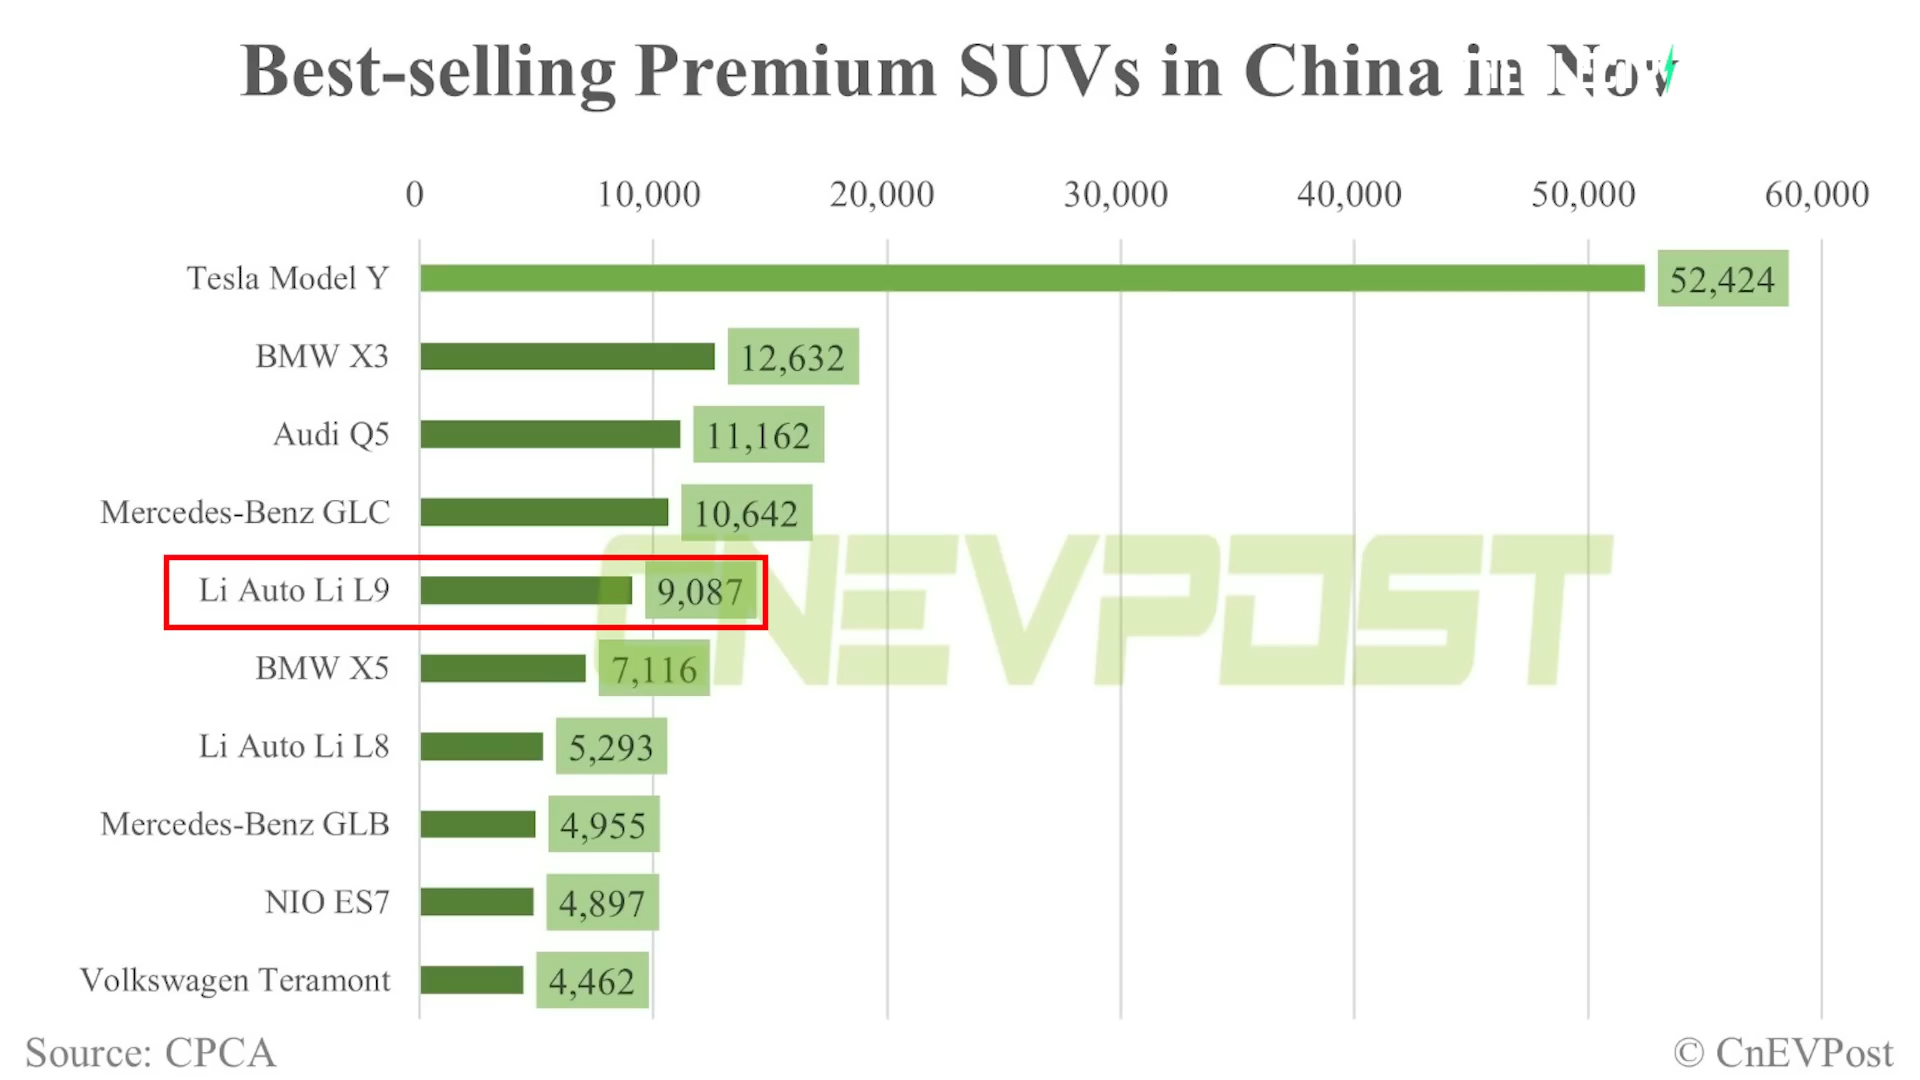 Best-selling Premium SUVs in China in Nov
0 10,000 20,000 30,000 40,000 50,000 60,000
Tesla Model Y 52,424
BMW X3 12,632
Audi Q5 11,162
Mercedes-Benz GLC 10,642
Li Auto Li L9 9,087
CNEVPOST
BMW X5 7,116
Li Auto Li L8 5,293
Mercedes-Benz GLB 4,955
NIO ES7 4,897
Volkswagen Teramont 4,462
Source: CPCA © CnEVPost